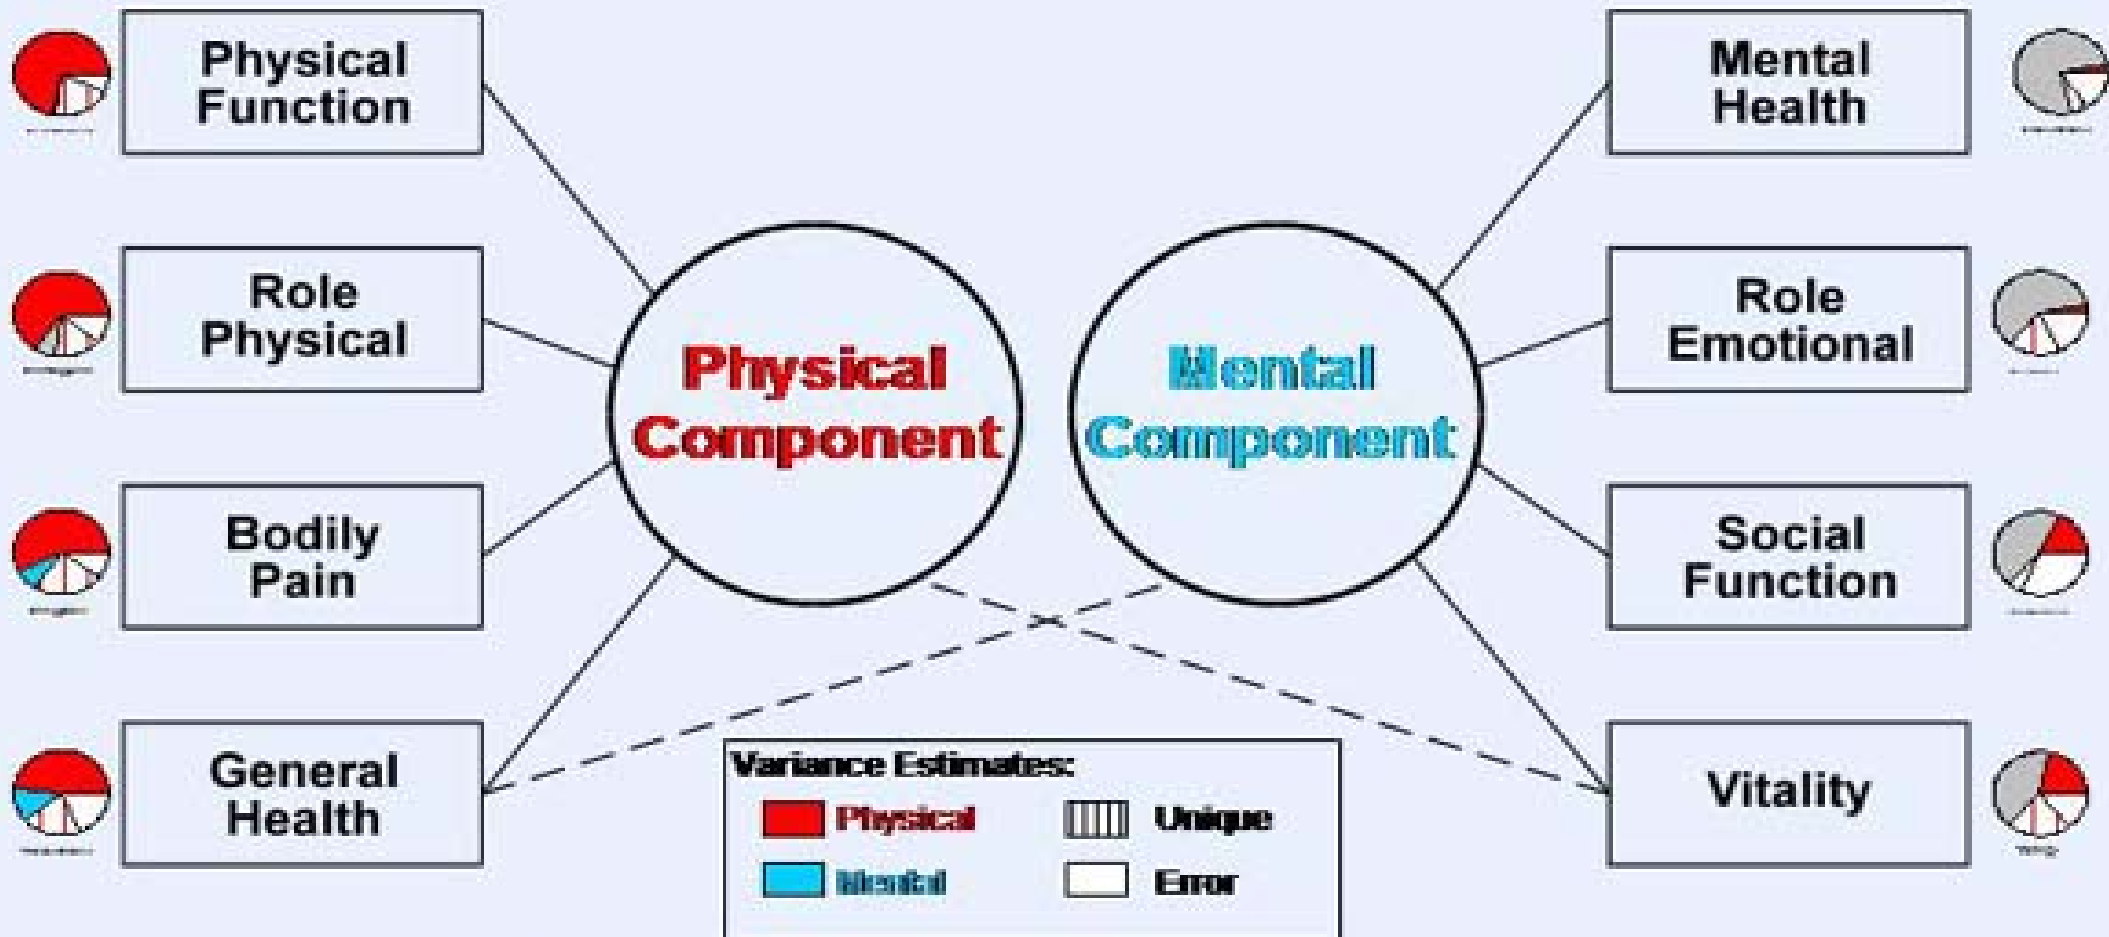 Physical
Function
Role
Physical
Bodily
Pain
General
Health
Physical
Component
Mental
Component
Mental
Health
Role
Emotional
Social
Function
Vitality
Variance Estimates:
Physical
Unique
Mental
Error